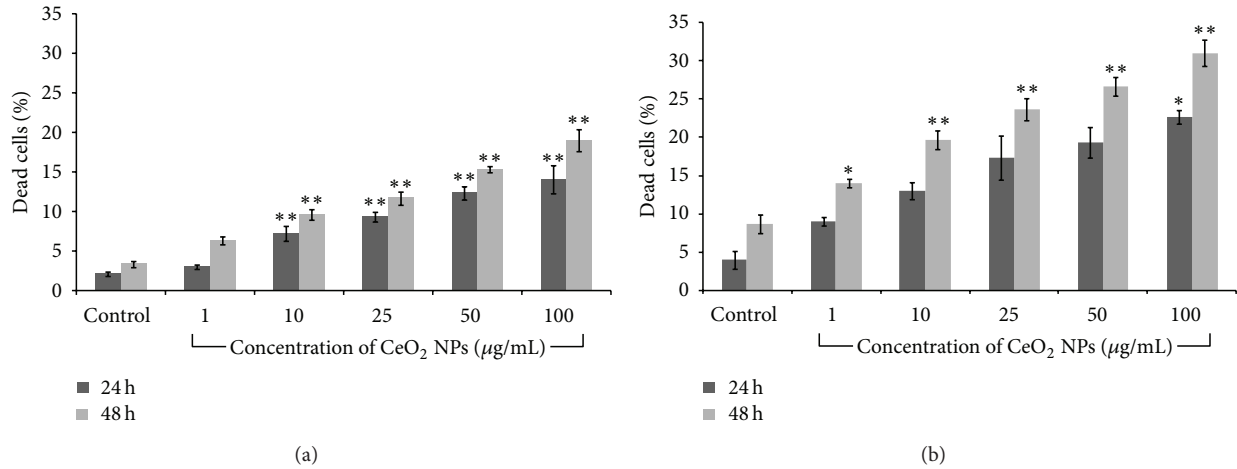 35
30
25
20
15
10
5
0
Dead cells (%)
** ** ** ** ** ** ** **
Control 1 10 25 50 100
Concentration of CeO₂ NPs (μg/mL)
24 h
48 h
(a)
35
30
25
20
15
10
5
0
Dead cells (%)
* ** ** ** * **
Control 1 10 25 50 100
Concentration of CeO₂ NPs (μg/mL)
24 h
48 h
(b)